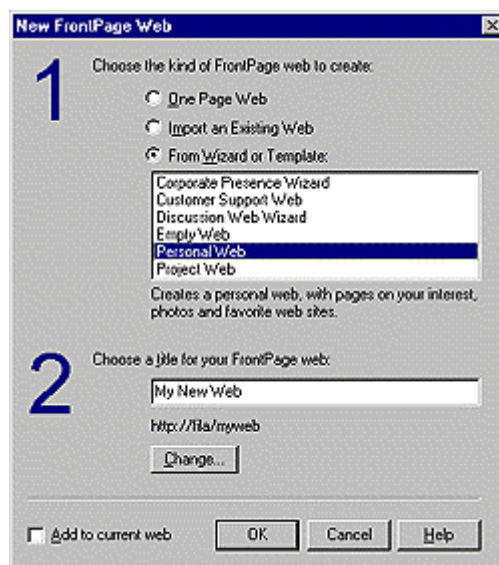 New FrontPage Web
1
Choose the kind of FrontPage web to create:
One Page Web
Import an Existing Web
From Wizard or Template:
Corporate Presence Wizard
Customer Support Web
Discussion Web Wizard
Empty Web
Personal Web
Project Web
Creates a personal web, with pages on your interest,
photos and favorite web sites.
2
Choose a title for your FrontPage web:
My New Web
http://lila/myweb
Change...
Add to current web
OK
Cancel
Help